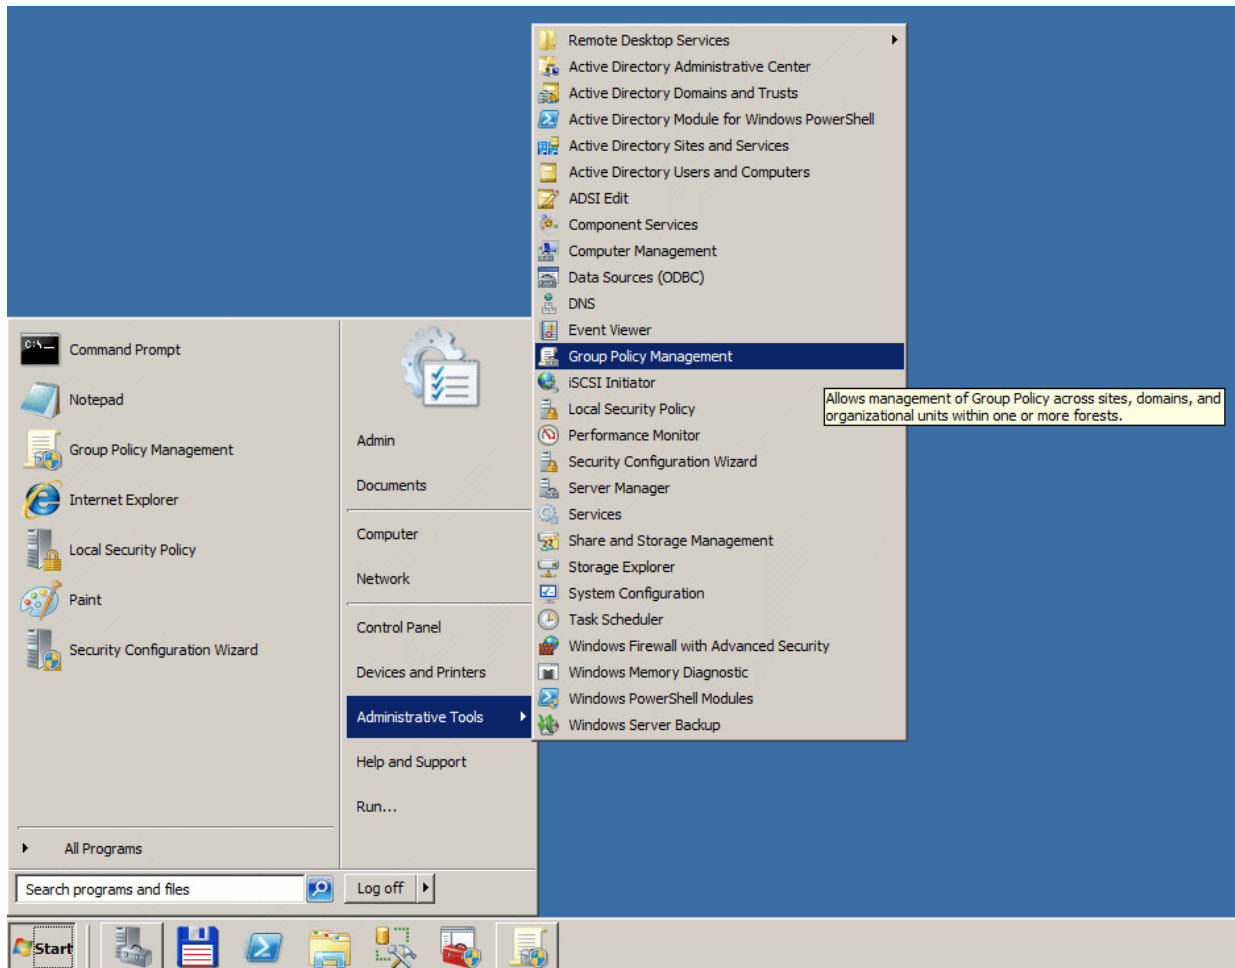 Remote Desktop Services
Active Directory Administrative Center
Active Directory Domains and Trusts
Active Directory Module for Windows PowerShell
Active Directory Sites and Services
Active Directory Users and Computers
ADSI Edit
Component Services
Computer Management
Data Sources (ODBC)
DNS
Event Viewer
Group Policy Management
iSCSI Initiator
Local Security Policy
Performance Monitor
Security Configuration Wizard
Server Manager
Services
Share and Storage Management
Storage Explorer
System Configuration
Task Scheduler
Windows Firewall with Advanced Security
Windows Memory Diagnostic
Windows PowerShell Modules
Windows Server Backup
Allows management of Group Policy across sites, domains, and
organizational units within one or more forests.
C:\_
Command Prompt
Notepad
Group Policy Management
Internet Explorer
Local Security Policy
Paint
Security Configuration Wizard
All Programs
Search programs and files
Admin
Documents
Computer
Network
Control Panel
Devices and Printers
Administrative Tools
Help and Support
Run...
Log off
Start